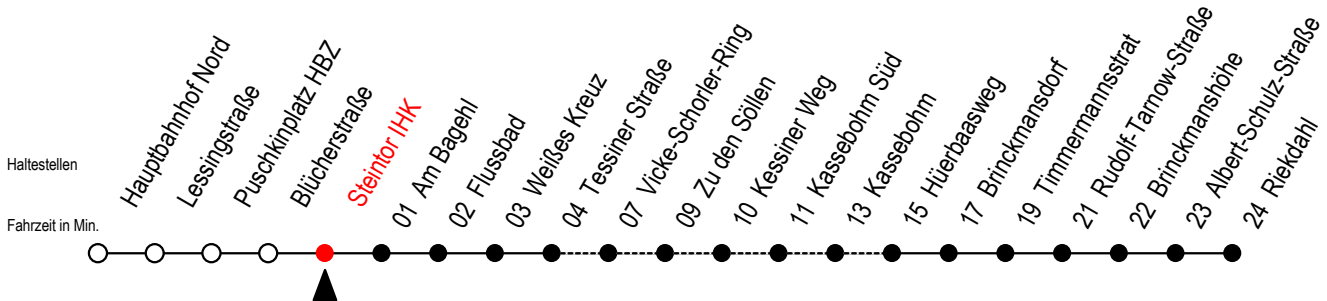 Haltestellen
Fahrzeit in Min.
Hauptbahnhof Nord
Lessingstraße
Puschkinplatz HBZ
Blücherstraße
Steintor IHK
01 Am Bagehl
02 Flussbad
03 Weißes Kreuz
04 Tessiner Straße
07 Vicke-Schorler-Ring
09 Zu den Söllen
10 Kessiner Weg
11 Kassebohm Süd
13 Kassebohm
15 Hüerbaasweg
17 Brinckmansdorf
19 Timmermannsstrat
21 Rudolf-Tarnow-Straße
22 Brinckmanshöhe
23 Albert-Schulz-Straße
24 Riekdahl